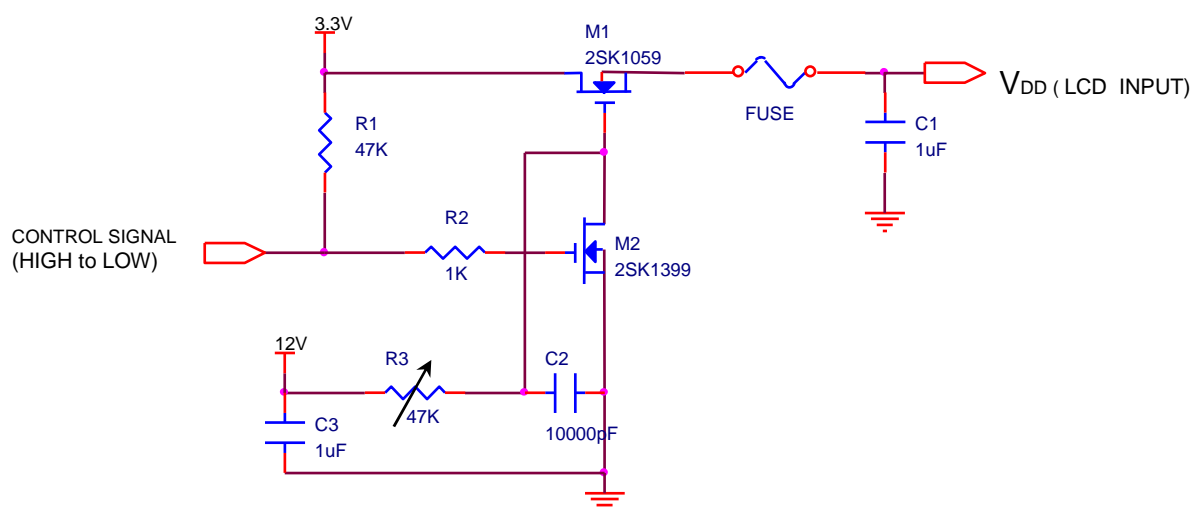 3.3V
M1
2SK1059
FUSE
VDD ( LCD INPUT)
R1
47K
C1
1uF
CONTROL SIGNAL
(HIGH to LOW)
R2
1K
M2
2SK1399
12V
R3
47K
C2
10000pF
C3
1uF